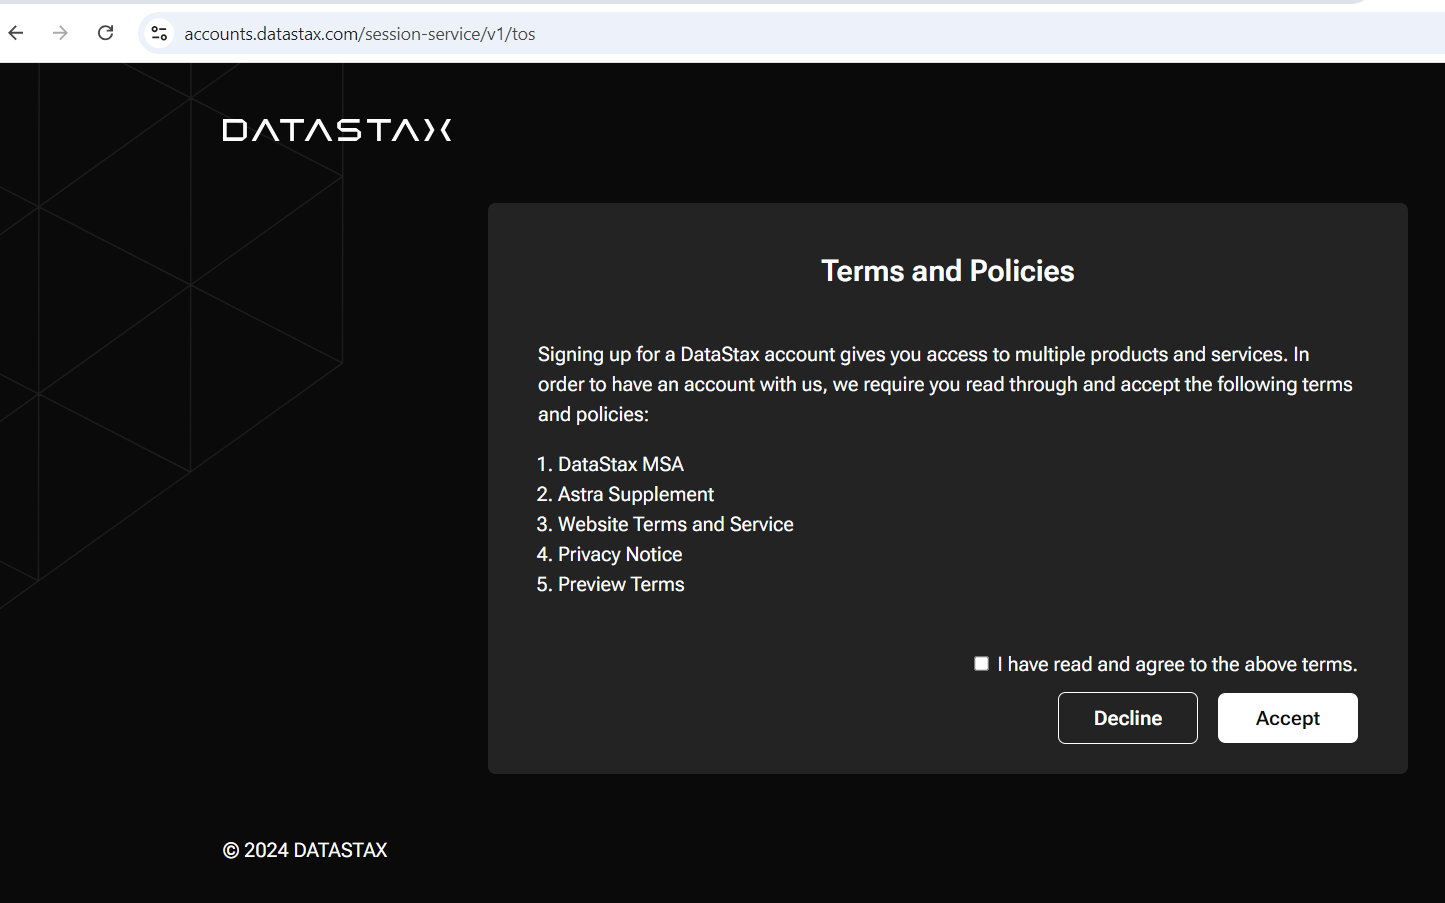 accounts.datastax.com/session-service/v1/tos
DATASTAX
Terms and Policies
Signing up for a DataStax account gives you access to multiple products and services. In
order to have an account with us, we require you read through and accept the following terms
and policies:
1. DataStax MSA
2. Astra Supplement
3. Website Terms and Service
4. Privacy Notice
5. Preview Terms
I have read and agree to the above terms.
Decline Accept
© 2024 DATASTAX